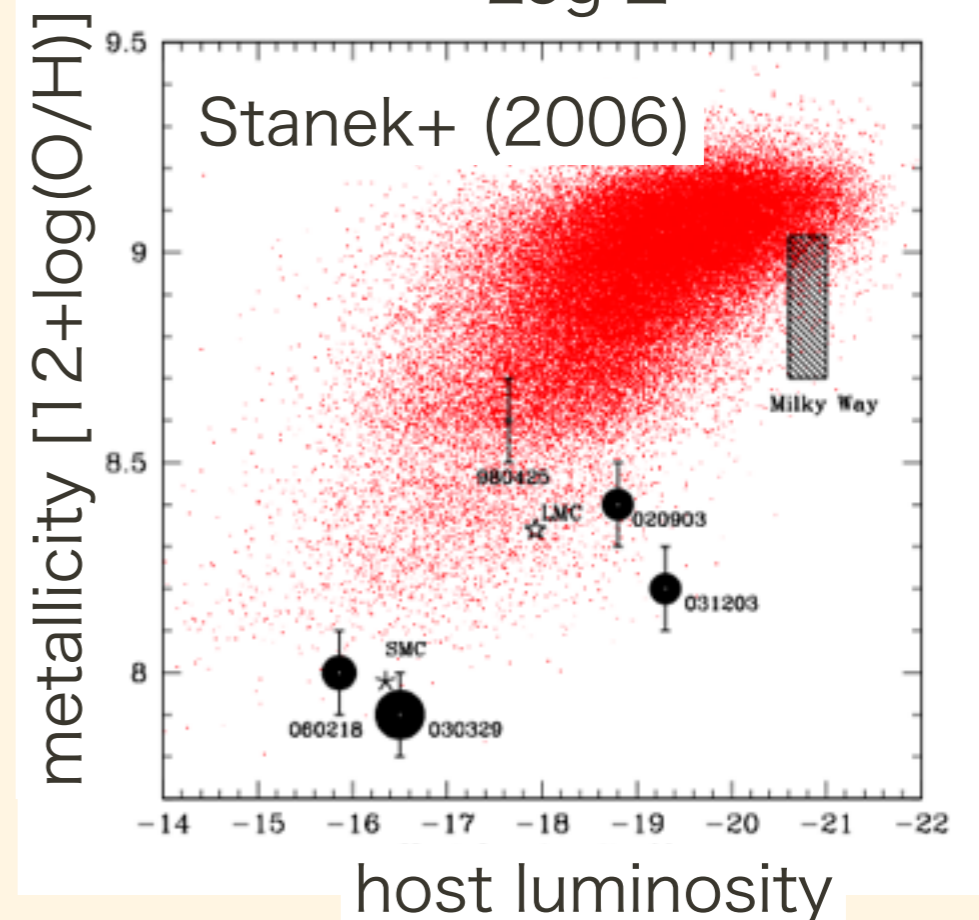 metallicity [12+log(O/H)]
9.5
9
8.5
8
Stanek+ (2006)
Milky Way
980425
LMC
020903
031203
SMC
060218
030329
−14 −15 −16 −17 −18 −19 −20 −21 −22
host luminosity